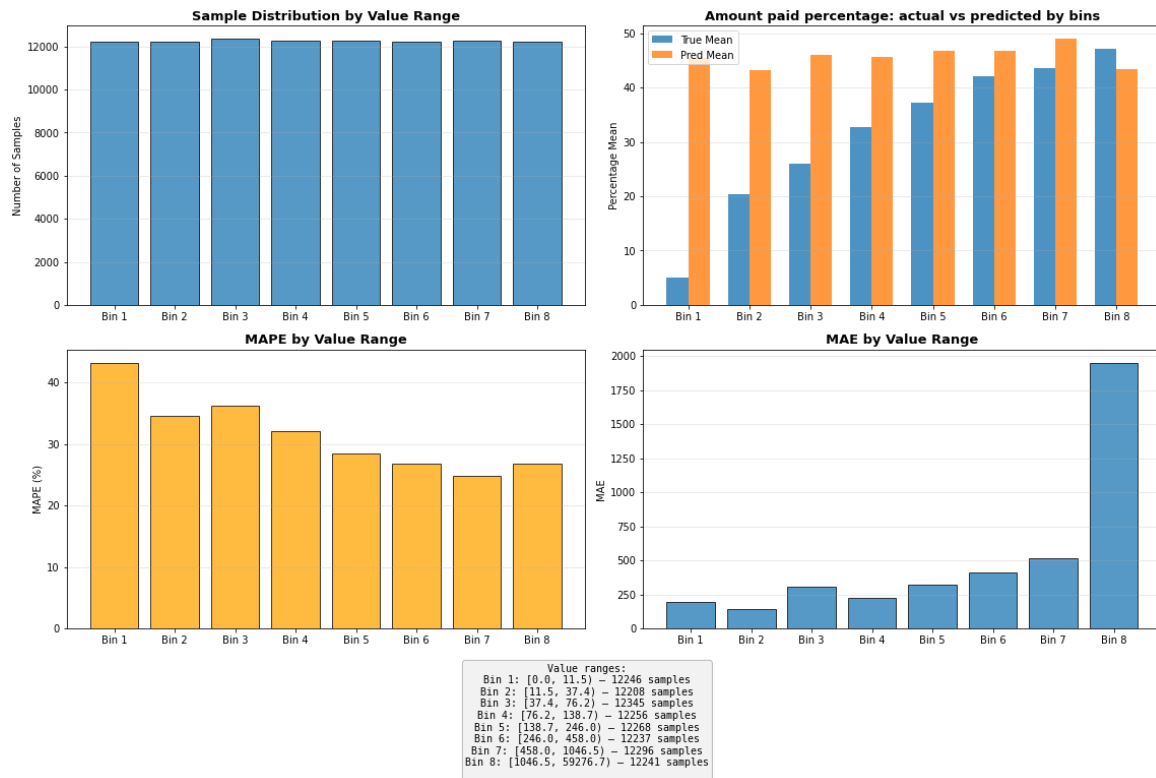 Sample Distribution by Value Range
Number of Samples
12000
10000
8000
6000
4000
2000
0
Bin 1 Bin 2 Bin 3 Bin 4 Bin 5 Bin 6 Bin 7 Bin 8
Amount paid percentage: actual vs predicted by bins
True Mean
Pred Mean
Percentage Mean
50
40
30
20
10
0
Bin 1 Bin 2 Bin 3 Bin 4 Bin 5 Bin 6 Bin 7 Bin 8
MAPE by Value Range
MAPE (%)
40
30
20
10
0
Bin 1 Bin 2 Bin 3 Bin 4 Bin 5 Bin 6 Bin 7 Bin 8
MAE by Value Range
MAE
2000
1750
1500
1250
1000
750
500
250
0
Bin 1 Bin 2 Bin 3 Bin 4 Bin 5 Bin 6 Bin 7 Bin 8
Value ranges:
Bin 1: [0.0, 11.5) — 12246 samples
Bin 2: [11.5, 37.4) — 12208 samples
Bin 3: [37.4, 76.2) — 12345 samples
Bin 4: [76.2, 138.7) — 12256 samples
Bin 5: [138.7, 246.0) — 12268 samples
Bin 6: [246.0, 458.0) — 12237 samples
Bin 7: [458.0, 1046.5) — 12296 samples
Bin 8: [1046.5, 59276.7) — 12241 samples